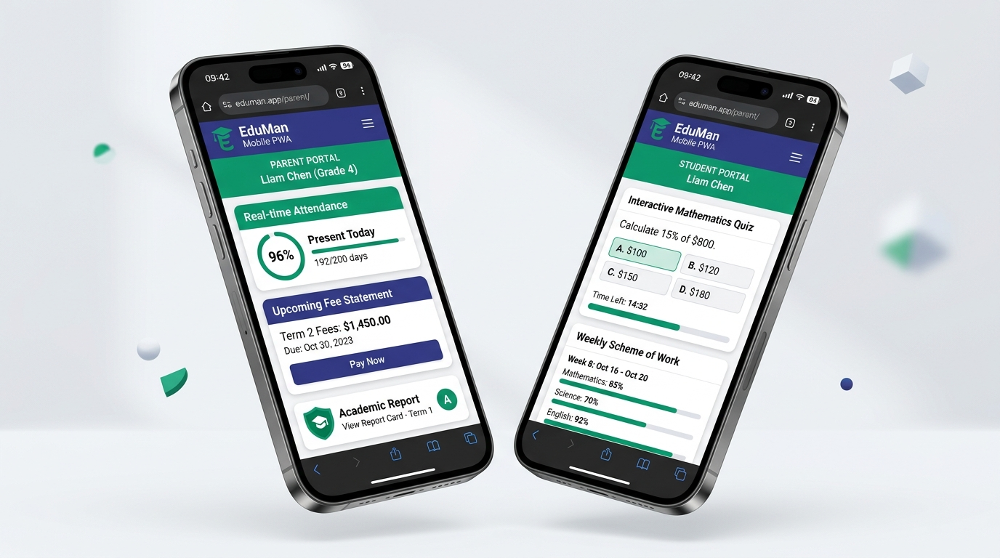 09:42
96
eduman.app/parent/
8
EduMan
Mobile PWA
PARENT PORTAL
Liam Chen (Grade 4)
Real-time Attendance
96%
Present Today
192/200 days
Upcoming Fee Statement
Term 2 Fees: $1,450.00
Due: Oct 30, 2023
Pay Now
Academic Report
View Report Card - Term 1
A
eduman.app/parent/
EduMan
Mobile PWA
STUDENT PORTAL
Liam Chen
Interactive Mathematics Quiz
Calculate 15% of $800.
A. $100
B. $120
C. $150
D. $180
Time Left: 14:32
Weekly Scheme of Work
Week 8: Oct 16 - Oct 20
Mathematics: 85%
Science: 70%
English: 92%